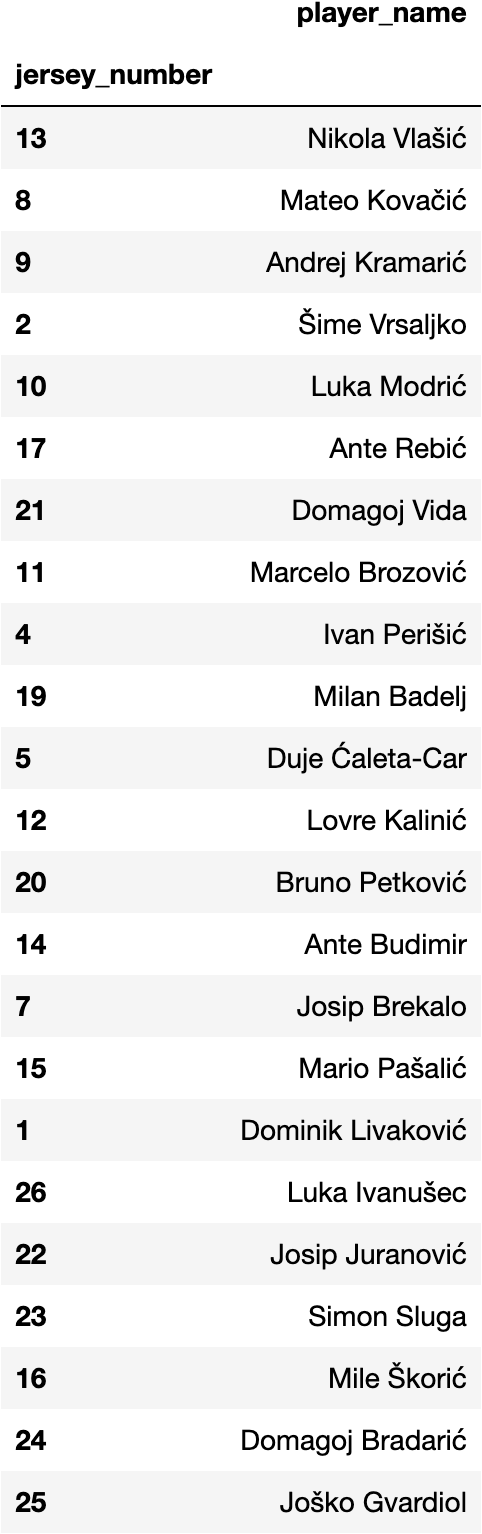 player_name
jersey_number
13 Nikola Vlašić
8 Mateo Kovačić
9 Andrej Kramarić
2 Šime Vrsaljko
10 Luka Modrić
17 Ante Rebić
21 Domagoj Vida
11 Marcelo Brozović
4 Ivan Perišić
19 Milan Badelj
5 Duje Ćaleta-Car
12 Lovre Kalinić
20 Bruno Petković
14 Ante Budimir
7 Josip Brekalo
15 Mario Pašalić
1 Dominik Livaković
26 Luka Ivanušec
22 Josip Juranović
23 Simon Sluga
16 Mile Škorić
24 Domagoj Bradarić
25 Joško Gvardiol